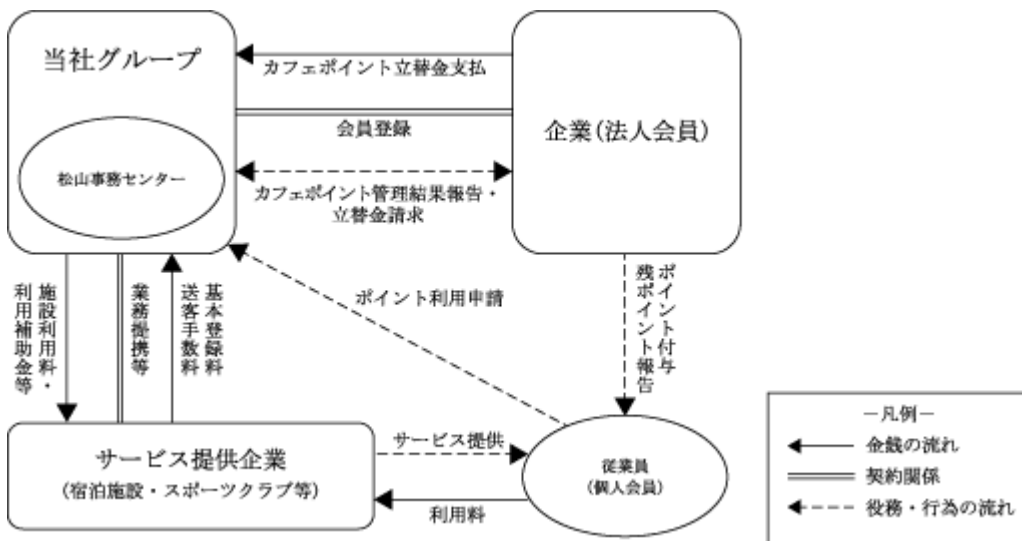 当社グループ
松山事務センター
カフェポイント立替金支払
会員登録
カフェポイント管理結果報告・
立替金請求
企業(法人会員)
施設利用料・
利用補助金等
業務提携等
基本登録料
送客手数料
ポイント利用申請
ポイント付与
残ポイント報告
サービス提供企業
(宿泊施設・スポーツクラブ等)
サービス提供
利用料
従業員
(個人会員)
－凡例－
金銭の流れ
契約関係
役務・行為の流れ